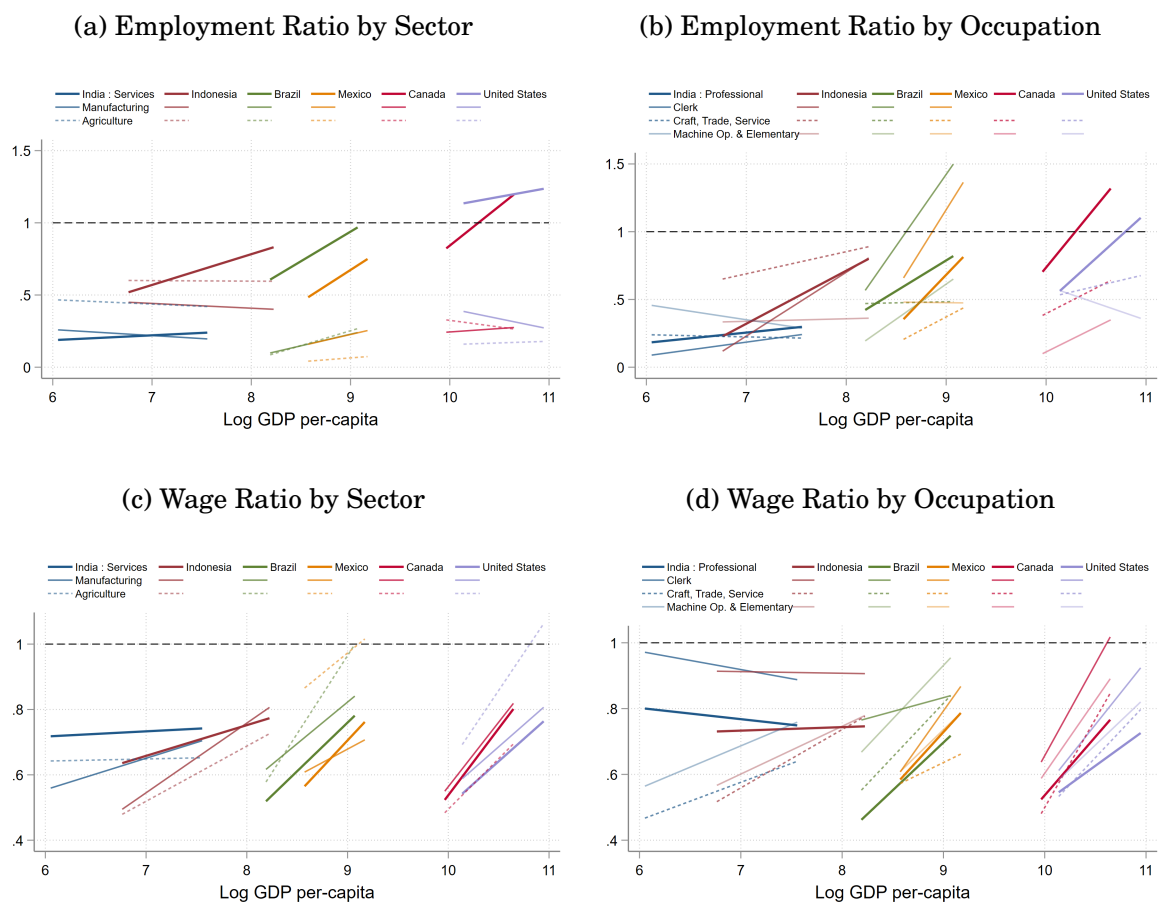 (a) Employment Ratio by Sector
India : Services Indonesia Brazil Mexico Canada United States
Manufacturing
Agriculture
1.5
1
.5
0
6 7 8 9 10 11
Log GDP per-capita
(b) Employment Ratio by Occupation
India : Professional Indonesia Brazil Mexico Canada United States
Clerk
Craft, Trade, Service
Machine Op. & Elementary
1.5
1
.5
0
6 7 8 9 10 11
Log GDP per-capita
(c) Wage Ratio by Sector
India : Services Indonesia Brazil Mexico Canada United States
Manufacturing
Agriculture
1
.8
.6
.4
6 7 8 9 10 11
Log GDP per-capita
(d) Wage Ratio by Occupation
India : Professional Indonesia Brazil Mexico Canada United States
Clerk
Craft, Trade, Service
Machine Op. & Elementary
1
.8
.6
.4
6 7 8 9 10 11
Log GDP per-capita